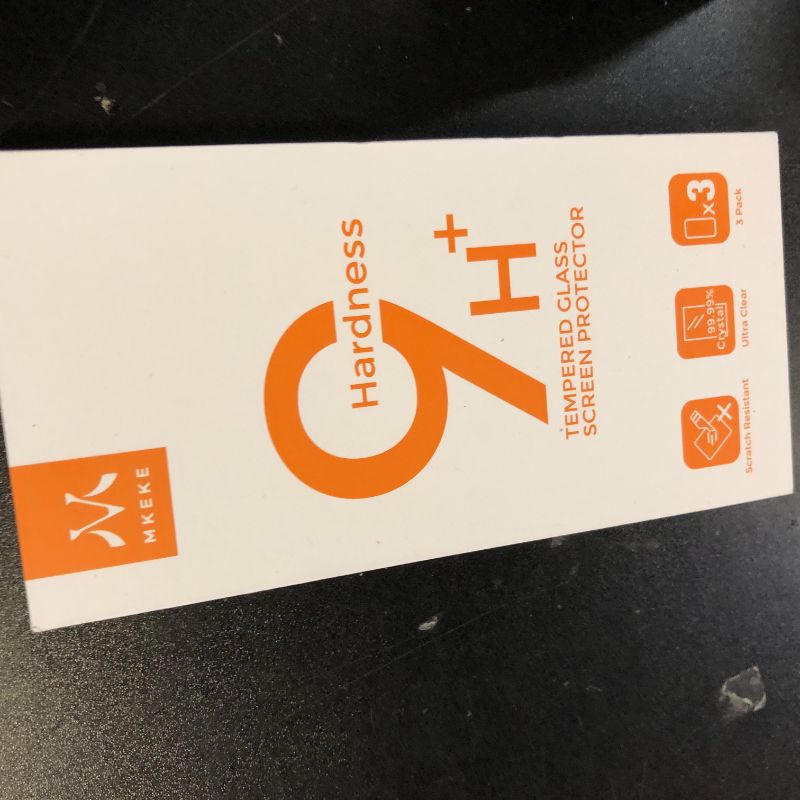 MKEKE
9H+
Hardness
TEMPERED GLASS
SCREEN PROTECTOR
Scratch Resistant
99.99%
Crystal
Ultra Clear
x3
3 Pack